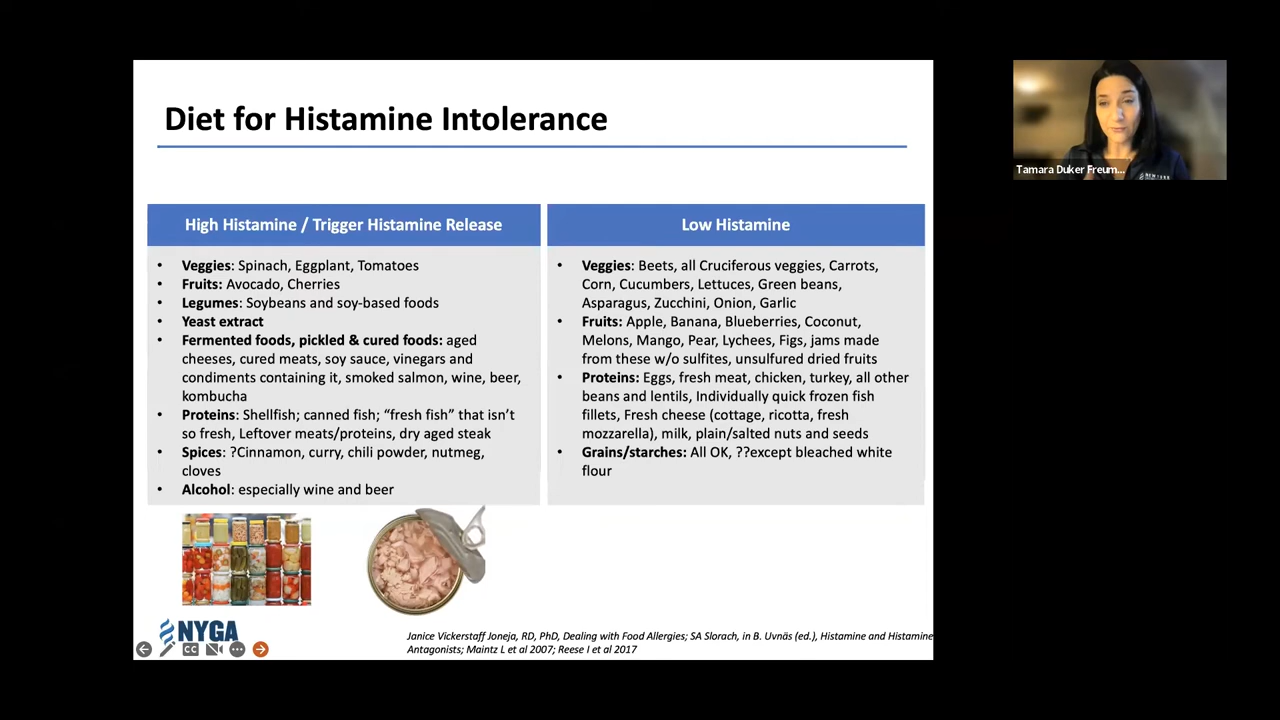 Diet for Histamine Intolerance
High Histamine / Trigger Histamine Release
• Veggies: Spinach, Eggplant, Tomatoes
• Fruits: Avocado, Cherries
• Legumes: Soybeans and soy-based foods
• Yeast extract
• Fermented foods, pickled & cured foods: aged
cheeses, cured meats, soy sauce, vinegars and
condiments containing it, smoked salmon, wine, beer,
kombucha
• Proteins: Shellfish; canned fish; “fresh fish” that isn’t
so fresh, Leftover meats/proteins, dry aged steak
• Spices: ?Cinnamon, curry, chili powder, nutmeg,
cloves
• Alcohol: especially wine and beer
Low Histamine
• Veggies: Beets, all Cruciferous veggies, Carrots,
Corn, Cucumbers, Lettuces, Green beans,
Asparagus, Zucchini, Onion, Garlic
• Fruits: Apple, Banana, Blueberries, Coconut,
Melons, Mango, Pear, Lychees, Figs, jams made
from these w/o sulfites, unsulfured dried fruits
• Proteins: Eggs, fresh meat, chicken, turkey, all other
beans and lentils, Individually quick frozen fish
fillets, Fresh cheese (cottage, ricotta, fresh
mozzarella), milk, plain/salted nuts and seeds
• Grains/starches: All OK, ??except bleached white
flour
NYGA
CC
Janice Vickerstaff Joneja, RD, PhD, Dealing with Food Allergies; SA Slorach, in B. Uvnäs (ed.), Histamine and Histamine
Antagonists; Maintz L et al 2007; Reese I et al 2017
Tamara Duker Freum...